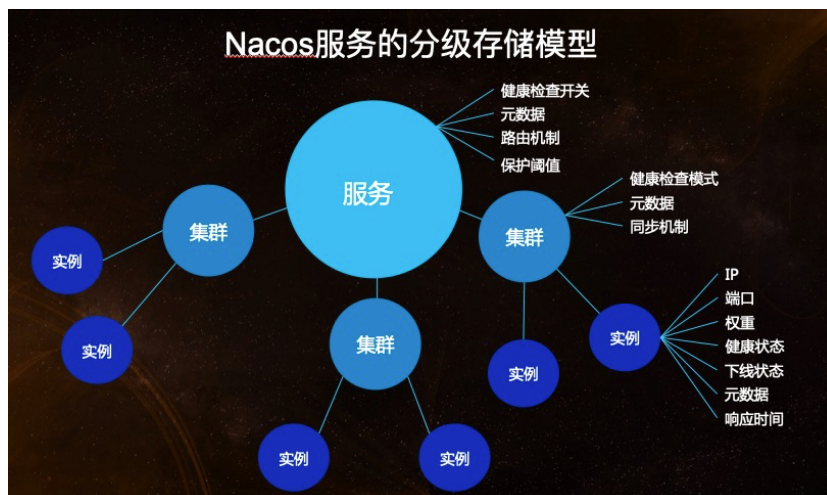 Nacos服务的分级存储模型
健康检查开关
元数据
路由机制
保护阈值
服务
健康检查模式
元数据
同步机制
集群
集群
实例
IP
端口
权重
健康状态
下线状态
元数据
响应时间
实例
集群
实例
实例
实例
实例